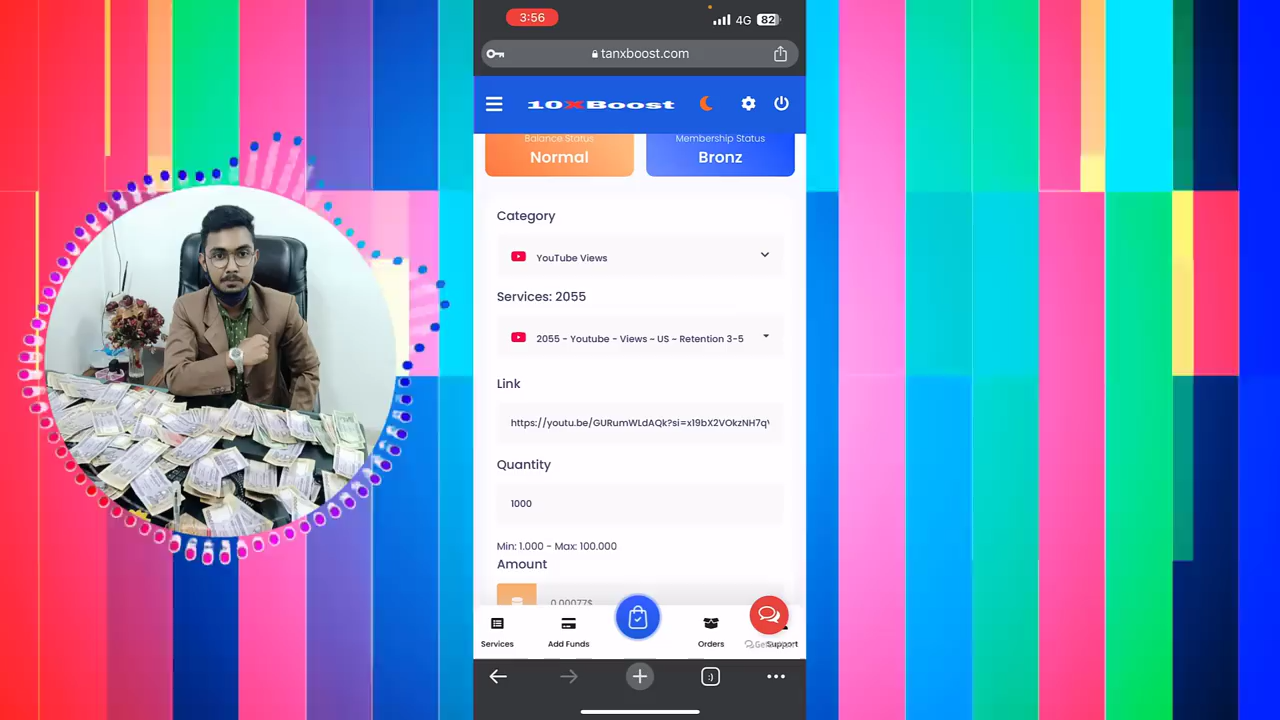 3:56
4G 82
tanxboost.com
10XBoost
Balance Status
Normal
Membership Status
Bronz
Category
YouTube Views
Services: 2055
2055 - Youtube - Views ~ US ~ Retention 3-5
Link
https://youtu.be/GURumWLdAQk?si=x19bX2VOkzNH7q
Quantity
1000
Min: 1.000 - Max: 100.000
Amount
0.00077$
Services
Add Funds
Orders
Support
:)